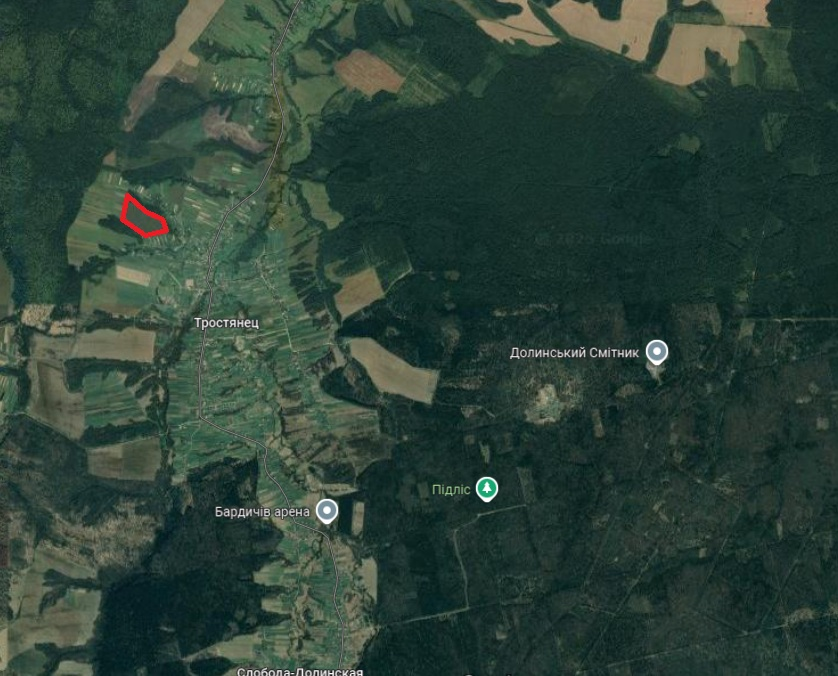 © 2025 Google
Тростянец
Долинський Смітник
Підліс
Бардичів арена
Слобода-Долинская